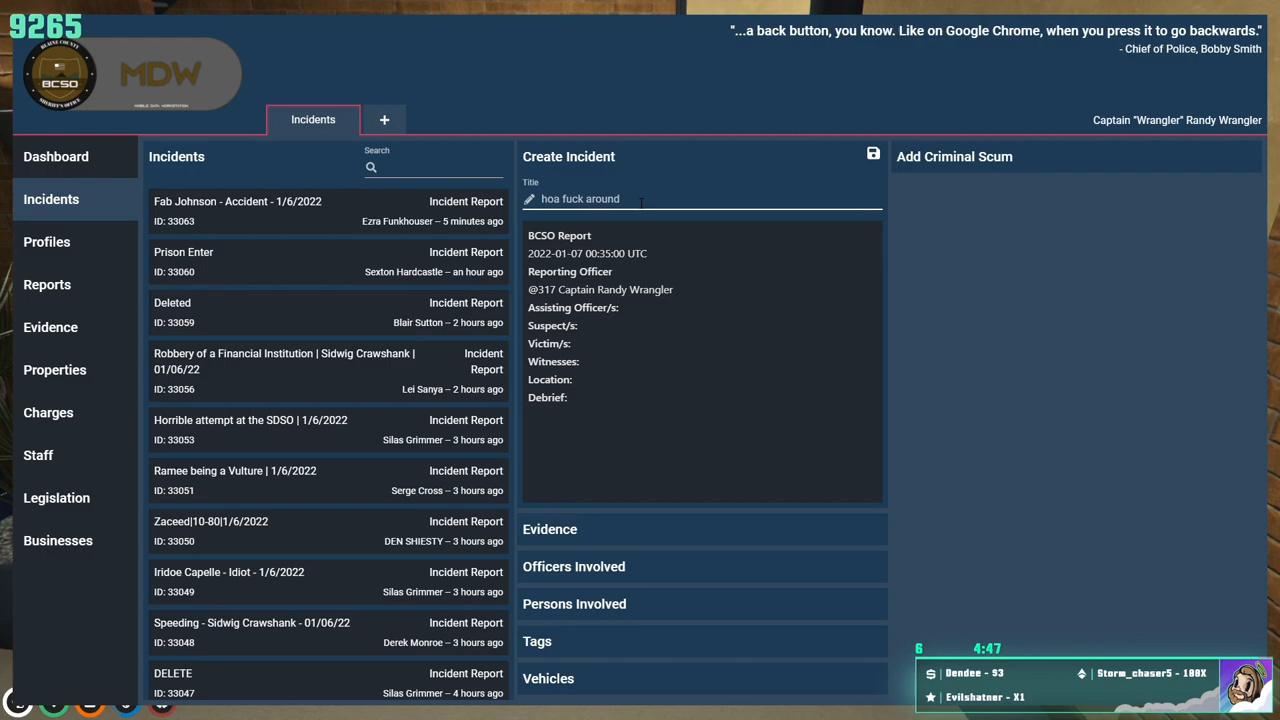 9265
BLAINE COUNTY
BCSO
SHERIFF'S OFFICE
MDW
MOBILE DATA WORKSTATION
"...a back button, you know. Like on Google Chrome, when you press it to go backwards."
- Chief of Police, Bobby Smith
Incidents
+
Captain "Wrangler" Randy Wrangler
Dashboard
Incidents
Profiles
Reports
Evidence
Properties
Charges
Staff
Legislation
Businesses
Incidents
Search
Fab Johnson - Accident - 1/6/2022 Incident Report
ID: 33063 Ezra Funkhouser – 5 minutes ago
Prison Enter Incident Report
ID: 33060 Sexton Hardcastle – an hour ago
Deleted Incident Report
ID: 33059 Blair Sutton – 2 hours ago
Robbery of a Financial Institution | Sidwig Crawshank | Incident
01/06/22 Report
ID: 33056 Lei Sanya – 2 hours ago
Horrible attempt at the SDSO | 1/6/2022 Incident Report
ID: 33053 Silas Grimmer – 3 hours ago
Ramee being a Vulture | 1/6/2022 Incident Report
ID: 33051 Serge Cross – 3 hours ago
Zaceed|10-80|1/6/2022 Incident Report
ID: 33050 DEN SHIESTY – 3 hours ago
Iridoe Capelle - Idiot - 1/6/2022 Incident Report
ID: 33049 Silas Grimmer – 3 hours ago
Speeding - Sidwig Crawshank - 01/06/22 Incident Report
ID: 33048 Derek Monroe – 3 hours ago
DELETE Incident Report
ID: 33047 Silas Grimmer – 4 hours ago
Create Incident
Title
hoa fuck around
BCSO Report
2022-01-07 00:35:00 UTC
Reporting Officer
@317 Captain Randy Wrangler
Assisting Officer/s:
Suspect/s:
Victim/s:
Witnesses:
Location:
Debrief:
Evidence
Officers Involved
Persons Involved
Tags
Vehicles
Add Criminal Scum
6 4:47
Dendee - $3 Storm_chaser5 - 100X
Evilshatner - X1